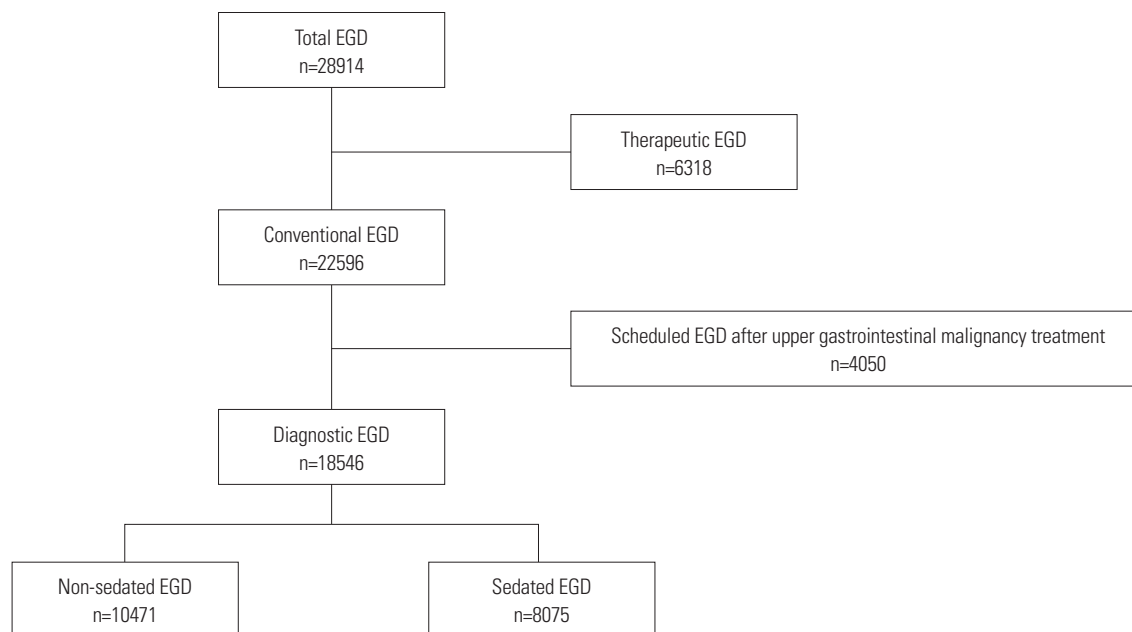 Total EGD
n=28914
Therapeutic EGD
n=6318
Conventional EGD
n=22596
Scheduled EGD after upper gastrointestinal malignancy treatment
n=4050
Diagnostic EGD
n=18546
Non-sedated EGD
n=10471
Sedated EGD
n=8075